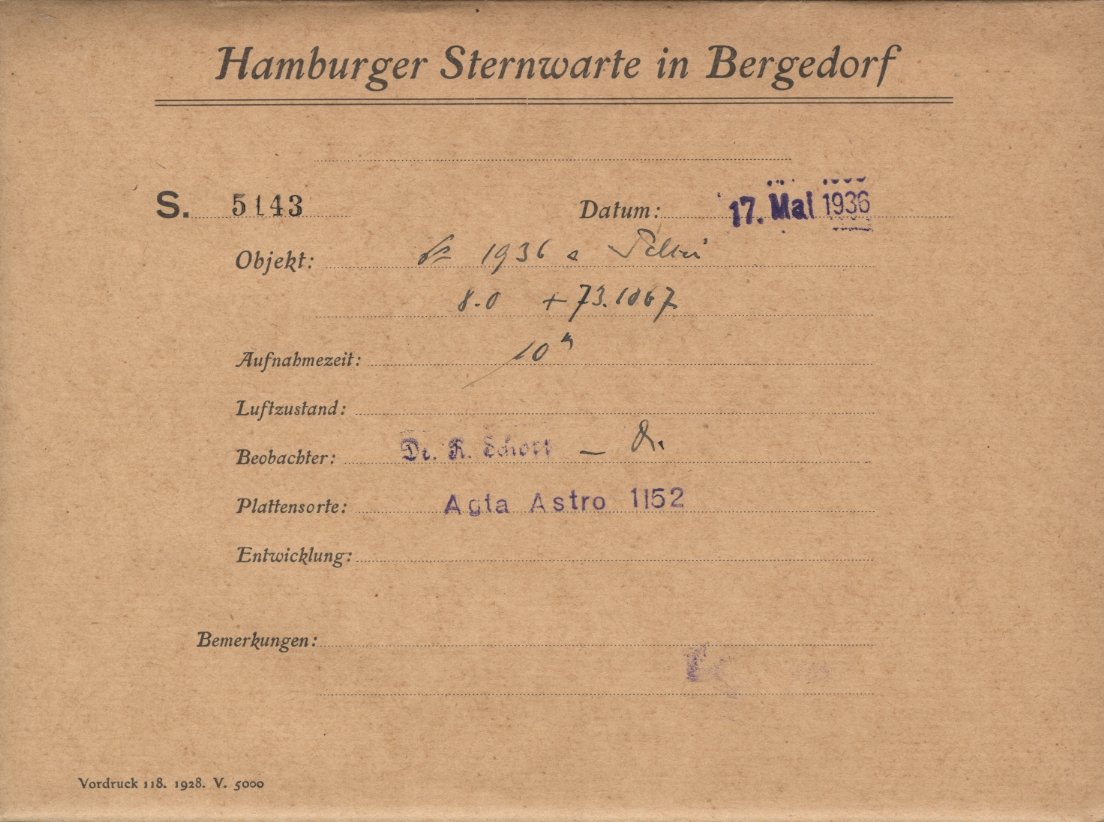 Hamburger Sternwarte in Bergedorf
S. 5143 Datum: 17. Mai 1936
Objekt: 1936 a
8.0 +73.1067
Aufnahmezeit: 10m
Luftzustand:
Beobachter: Dr. R. Schorr —
Plattensorte: Agfa Astro 1152
Entwicklung:
Bemerkungen:
Vordruck 118. 1928. V. 5000